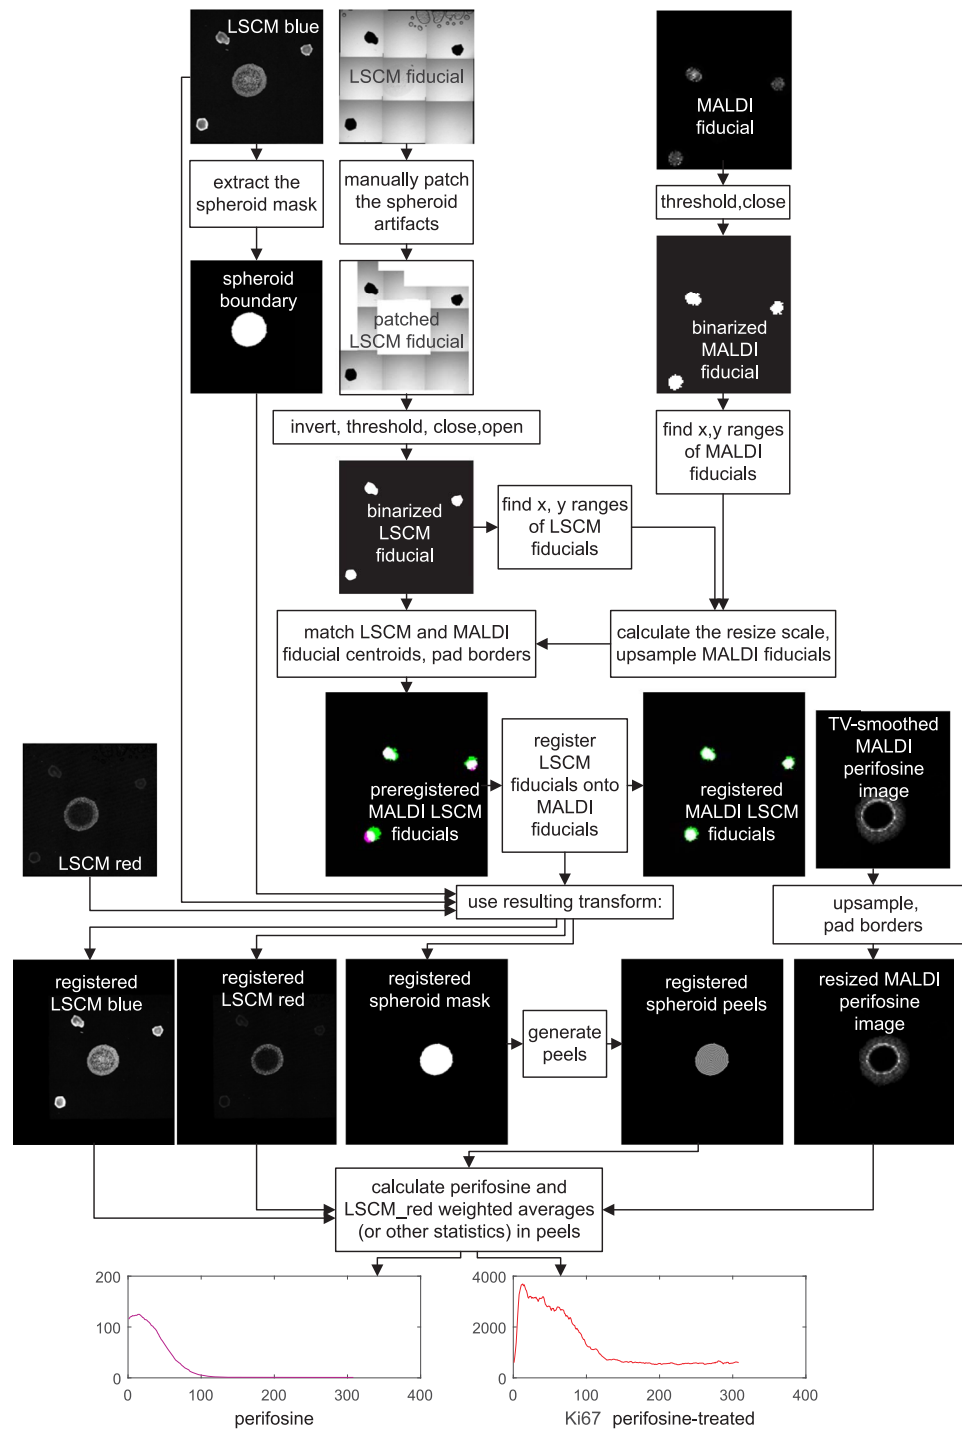 LSCM blue
LSCM fiducial
MALDI
fiducial
extract the
spheroid mask
manually patch
the spheroid
artifacts
threshold,close
spheroid
boundary
patched
LSCM fiducial
binarized
MALDI
fiducial
invert, threshold, close,open
find x,y ranges
of MALDI
fiducials
binarized
LSCM
fiducial
find x, y ranges
of LSCM
fiducials
match LSCM and MALDI
fiducial centroids, pad borders
calculate the resize scale,
upsample MALDI fiducials
LSCM red
preregistered
MALDI LSCM
fiducials
register
LSCM
fiducials onto
MALDI
fiducials
registered
MALDI LSCM
fiducials
TV-smoothed
MALDI
perifosine
image
use resulting transform:
upsample,
pad borders
registered
LSCM blue
registered
LSCM red
registered
spheroid mask
generate
peels
registered
spheroid peels
resized MALDI
perifosine
image
calculate perifosine and
LSCM_red weighted averages
(or other statistics) in peels
200
100
0
0 100 200 300 400
perifosine
4000
2000
0
0 100 200 300 400
Ki67 perifosine-treated